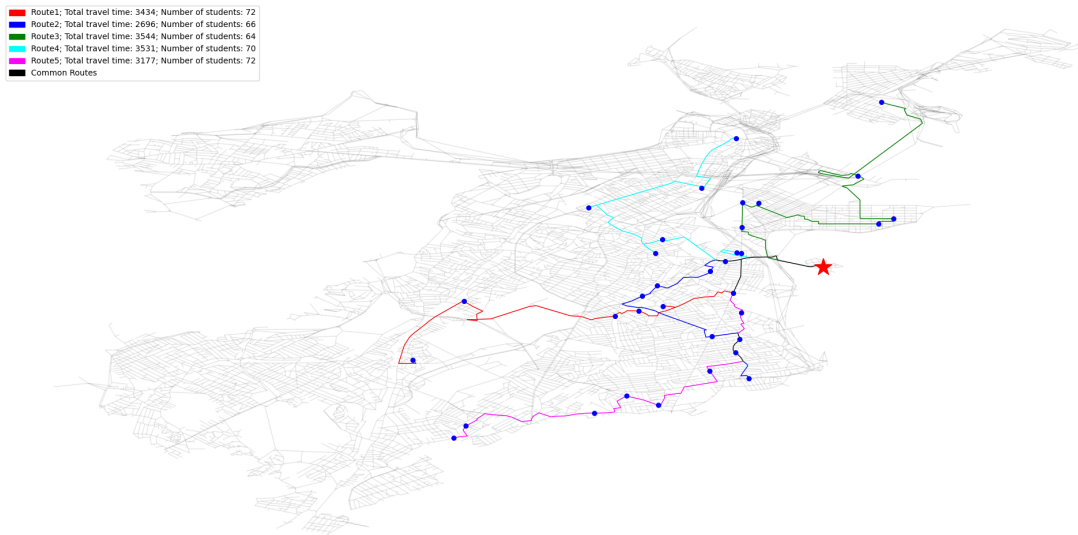 Route1; Total travel time: 3434; Number of students: 72
Route2; Total travel time: 2696; Number of students: 66
Route3; Total travel time: 3544; Number of students: 64
Route4; Total travel time: 3531; Number of students: 70
Route5; Total travel time: 3177; Number of students: 72
Common Routes